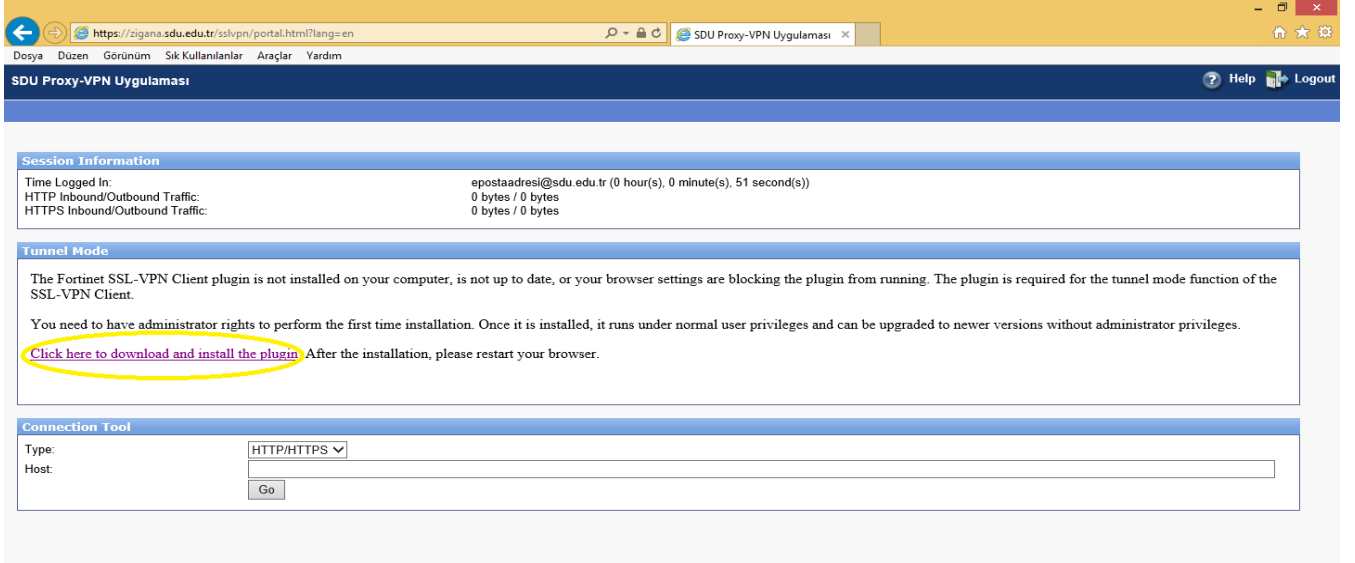 https://zigana.sdu.edu.tr/sslvpn/portal.html?lang=en
SDU Proxy-VPN Uygulaması
Dosya Düzen Görünüm Sık Kullanılanlar Araçlar Yardım
SDU Proxy-VPN Uygulaması
Help Logout
Session Information
Time Logged In: epostaadresi@sdu.edu.tr (0 hour(s), 0 minute(s), 51 second(s))
HTTP Inbound/Outbound Traffic: 0 bytes / 0 bytes
HTTPS Inbound/Outbound Traffic: 0 bytes / 0 bytes
Tunnel Mode
The Fortinet SSL-VPN Client plugin is not installed on your computer, is not up to date, or your browser settings are blocking the plugin from running. The plugin is required for the tunnel mode function of the
SSL-VPN Client.
You need to have administrator rights to perform the first time installation. Once it is installed, it runs under normal user privileges and can be upgraded to newer versions without administrator privileges.
Click here to download and install the plugin. After the installation, please restart your browser.
Connection Tool
Type: HTTP/HTTPS
Host:
Go